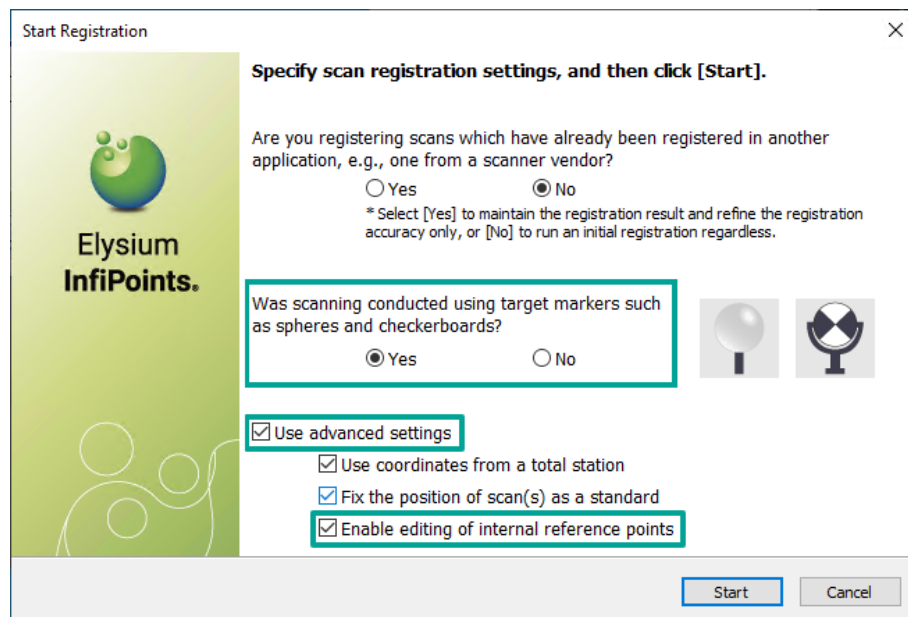 Start Registration
Specify scan registration settings, and then click [Start].
Are you registering scans which have already been registered in another
application, e.g., one from a scanner vendor?
Yes No
* Select [Yes] to maintain the registration result and refine the registration
accuracy only, or [No] to run an initial registration regardless.
Elysium
InfiPoints®
Was scanning conducted using target markers such
as spheres and checkerboards?
Yes No
Use advanced settings
Use coordinates from a total station
Fix the position of scan(s) as a standard
Enable editing of internal reference points
Start Cancel